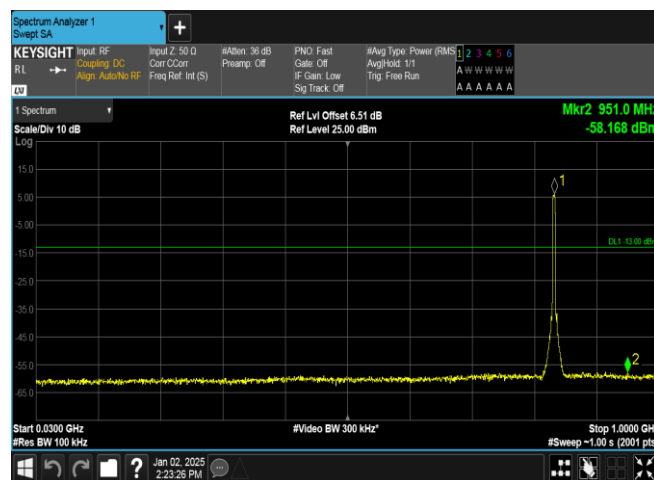 Spectrum Analyzer 1
Swept SA
+
KEYSIGHT
RL
LXI
Input: RF
Coupling: DC
Align: Auto/No RF
Input Z: 50 Ω
Corr CCorr
Freq Ref: Int (S)
#Atten: 36 dB
Preamp: Off
PNO: Fast
Gate: Off
IF Gain: Low
Sig Track: Off
#Avg Type: Power (RMS
Avg|Hold: 1/1
Trig: Free Run
1 2 3 4 5 6
A W W W W W
A A A A A A
1 Spectrum
Scale/Div 10 dB
Log
Ref Lvl Offset 6.51 dB
Ref Level 25.00 dBm
Mkr2 951.0 MHz
-58.168 dBm
15.0
5.00
-5.00
-15.0
-25.0
-35.0
-45.0
-55.0
-65.0
1
DL1 -13.00 dBm
2
Start 0.0300 GHz
#Res BW 100 kHz
#Video BW 300 kHz*
Stop 1.0000 GHz
#Sweep ~1.00 s (2001 pts)
?
Jan 02, 2025
2:23:26 PM